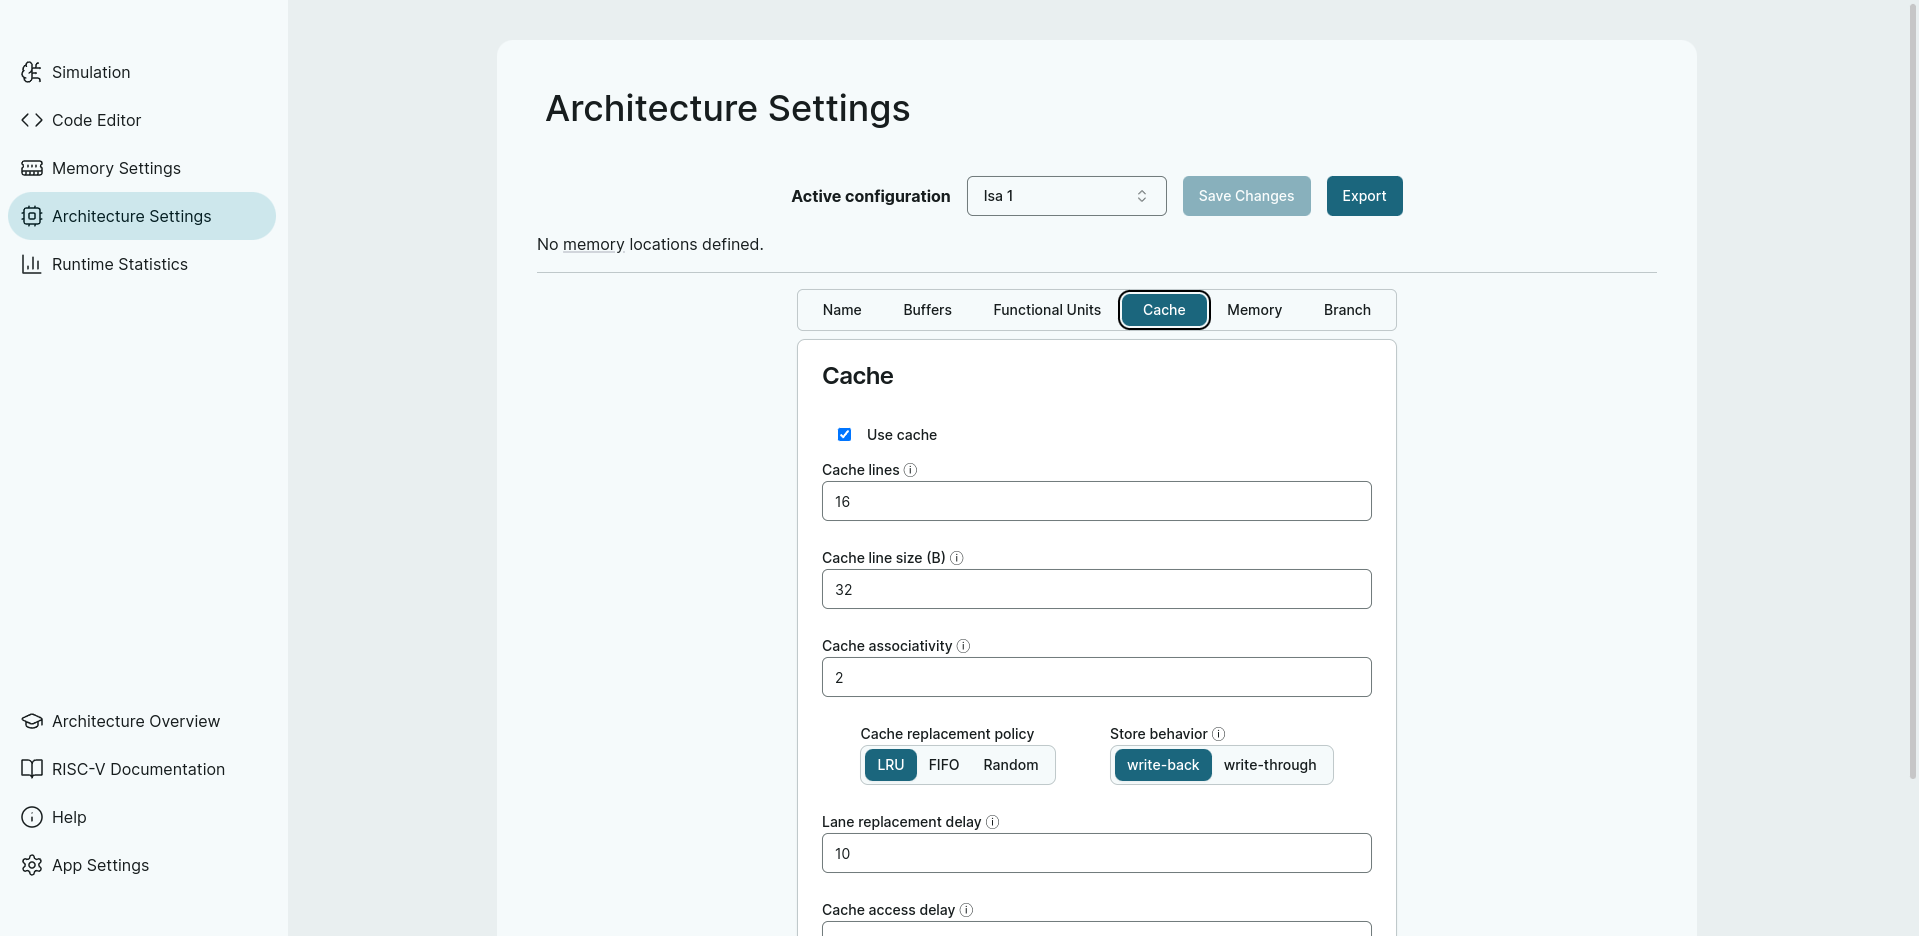 Simulation
Code Editor
Memory Settings
Architecture Settings
Runtime Statistics
Architecture Overview
RISC-V Documentation
Help
App Settings
Architecture Settings
Active configuration Isa 1 Save Changes Export
No memory locations defined.
Name Buffers Functional Units Cache Memory Branch
Cache
Use cache
Cache lines
16
Cache line size (B)
32
Cache associativity
2
Cache replacement policy Store behavior
LRU FIFO Random write-back write-through
Lane replacement delay
10
Cache access delay